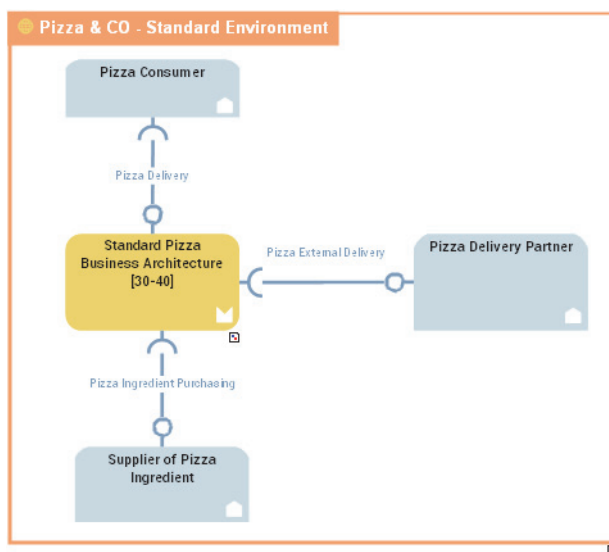 Pizza & CO - Standard Environment
Pizza Consumer
Pizza Delivery
Standard Pizza
Business Architecture
[30-40]
Pizza External Delivery
Pizza Delivery Partner
Pizza Ingredient Purchasing
Supplier of Pizza
Ingredient